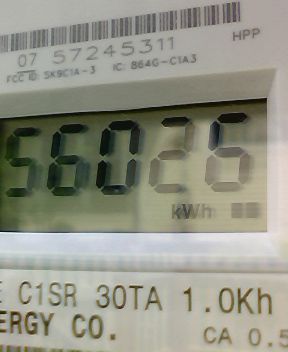 HPP
07 57245311
FCC ID: SK9C1A-3 IC: 864G-C1A3
56026
kWh
C1SR 30TA 1.0Kh
ERGY CO.
CA 0.5